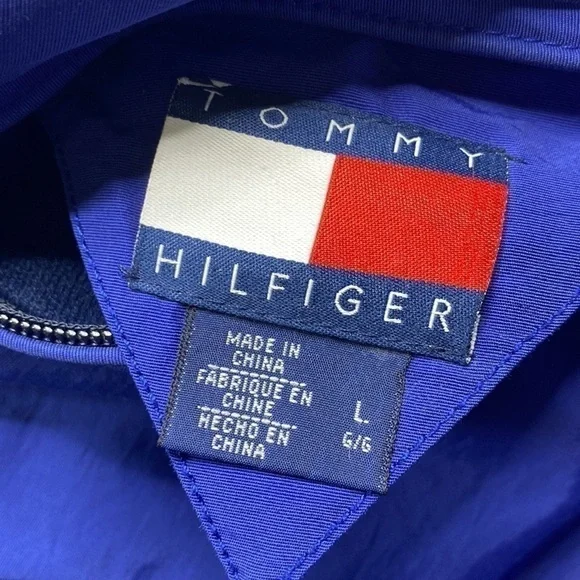 TOMMY
HILFIGER
MADE IN
CHINA
FABRIQUE EN
CHINE
HECHO EN
CHINA
L
G/G